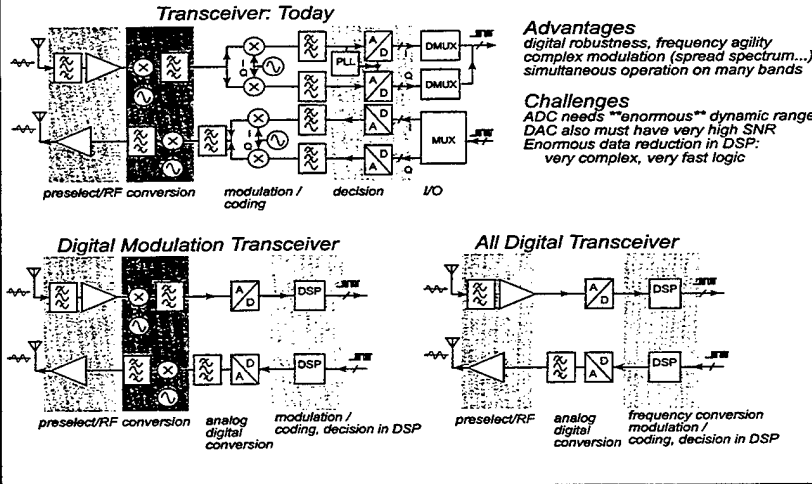 Transceiver: Today
I
Q
PLL
A
D
A
D
I
Q
DMUX
DMUX
I
Q
D
A
D
A
I
Q
MUX
preselect/RF conversion
modulation /
coding
decision
I/O
Advantages
digital robustness, frequency agility
complex modulation (spread spectrum...)
simultaneous operation on many bands
Challenges
ADC needs **enormous** dynamic range
DAC also must have very high SNR
Enormous data reduction in DSP:
very complex, very fast logic
Digital Modulation Transceiver
A
D
DSP
D
A
DSP
preselect/RF conversion
analog
digital
conversion
modulation /
coding, decision in DSP
All Digital Transceiver
A
D
DSP
D
A
DSP
preselect/RF
analog
digital
conversion
frequency conversion
modulation /
coding, decision in DSP